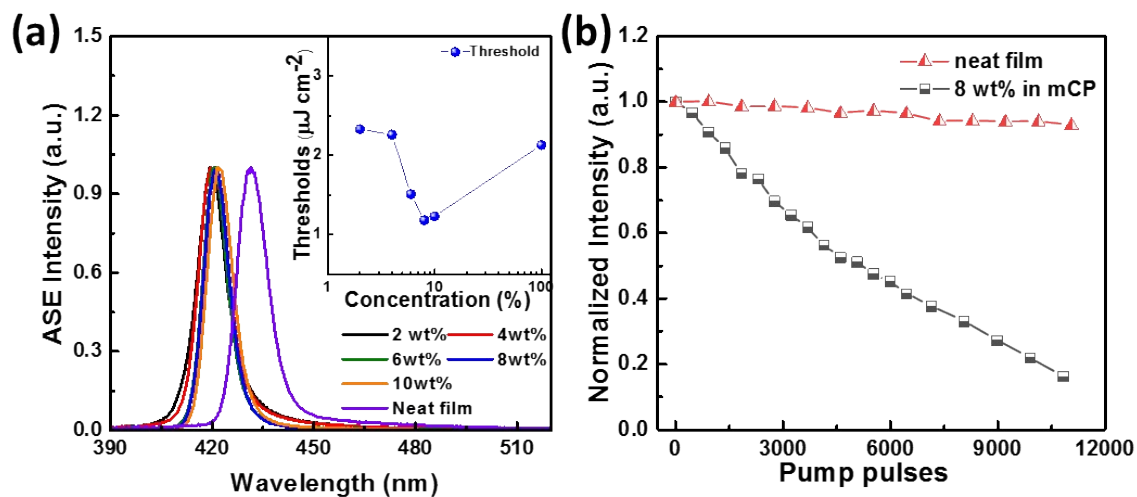 (a)
ASE Intensity (a.u.)
1.5
1.2
0.9
0.6
0.3
0.0
390
420
450
480
510
Wavelength (nm)
Thresholds (µJ cm⁻²)
3
2
1
1
10
100
Concentration (%)
Threshold
2 wt%
4wt%
6wt%
8wt%
10wt%
Neat film
(b)
Normalized Intensity (a.u.)
1.2
1.0
0.8
0.6
0.4
0.2
0.0
0
3000
6000
9000
12000
Pump pulses
neat film
8 wt% in mCP